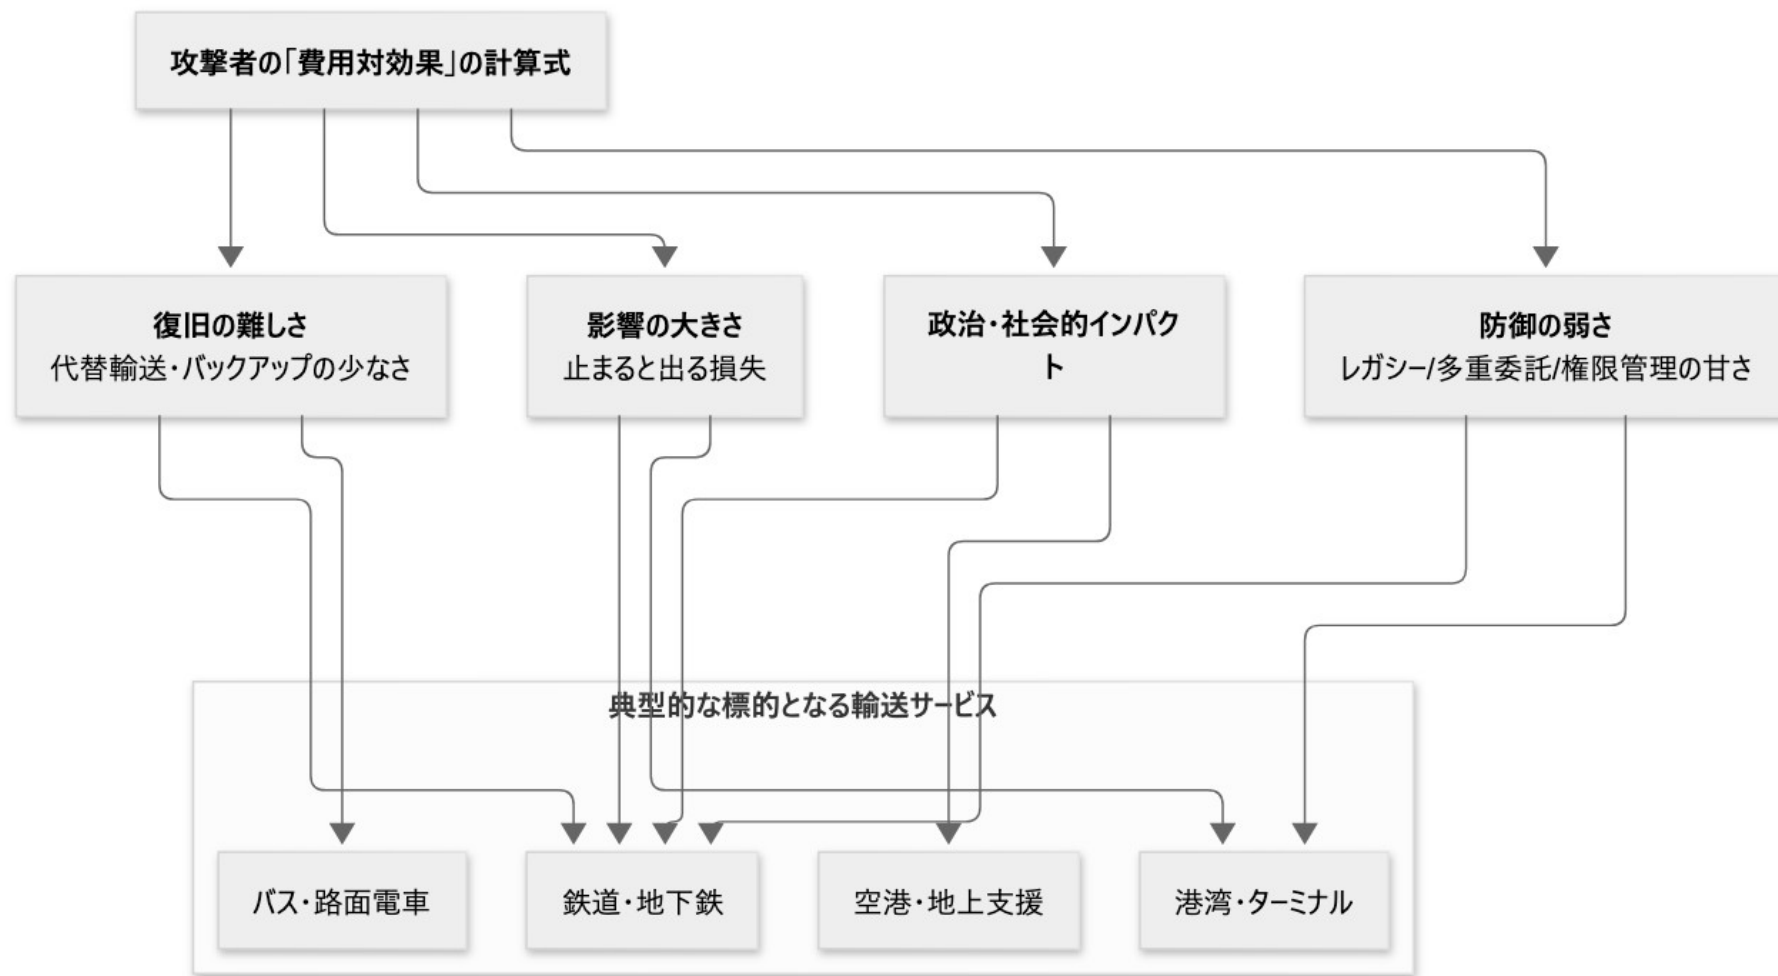 攻撃者の「費用対効果」の計算式
復旧の難しさ
代替輸送・バックアップの少なさ
影響の大きさ
止まると出る損失
政治・社会的インパク
ト
防御の弱さ
レガシー/多重委託/権限管理の甘さ
典型的な標的となる輸送サービス
バス・路面電車
鉄道・地下鉄
空港・地上支援
港湾・ターミナル